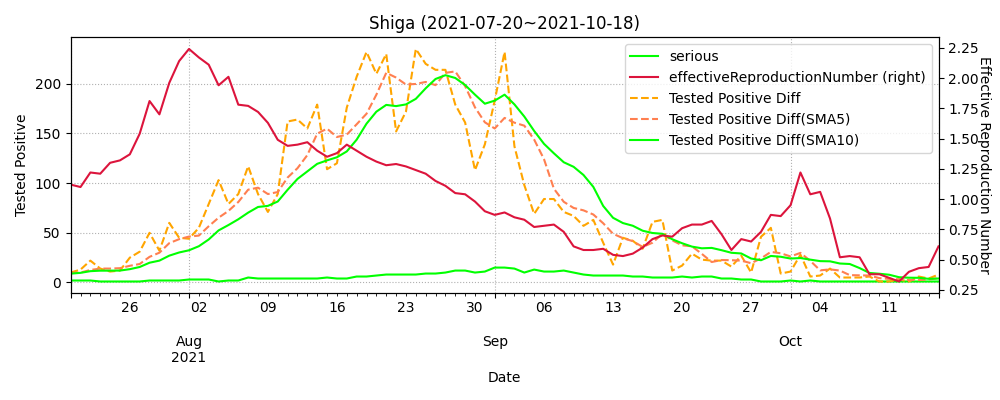 Shiga (2021-07-20~2021-10-18)
serious
effectiveReproductionNumber (right)
Tested Positive Diff
Tested Positive Diff(SMA5)
Tested Positive Diff(SMA10)
Tested Positive
200
150
100
50
0
2.25
2.00
1.75
1.50
1.25
1.00
0.75
0.50
0.25
Effective Reproduction Number
26 02 09 16 23 06 13 20 27 04 11
Aug Sep Oct
2021
Date